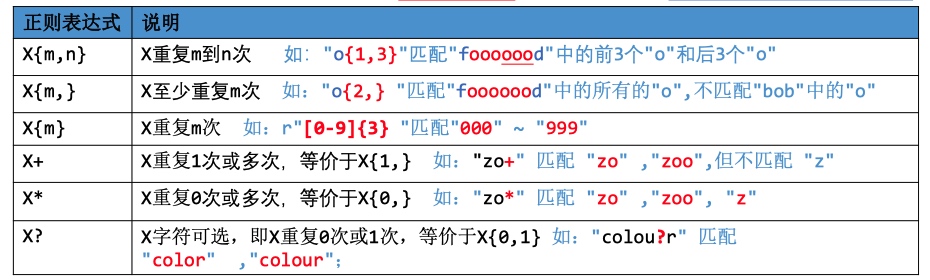 正则表达式 说明
X{m,n} X重复m到n次 如: "o{1,3}"匹配"fooooood"中的前3个"o"和后3个"o"
X{m,} X至少重复m次 如: "o{2,} "匹配"fooooood"中的所有的"o",不匹配"bob"中的"o"
X{m} X重复m次 如: r"[0-9]{3} "匹配"000" ~ "999"
X+ X重复1次或多次, 等价于X{1,} 如: "zo+" 匹配 "zo" ,"zoo",但不匹配 "z"
X* X重复0次或多次, 等价于X{0,} 如: "zo*" 匹配 "zo" ,"zoo", "z"
X? X字符可选, 即X重复0次或1次, 等价于X{0,1} 如: "colou?r" 匹配
"color" ,"colour";